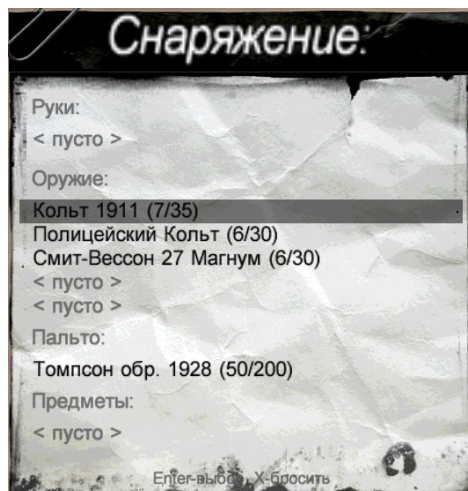 Снаряжение:
Руки:
< пусто >
Оружие:
Кольт 1911 (7/35)
Полицейский Кольт (6/30)
Смит-Вессон 27 Магнум (6/30)
< пусто >
< пусто >
Пальто:
Томпсон обр. 1928 (50/200)
Предметы:
< пусто >
Enter-выбор, X-бросить